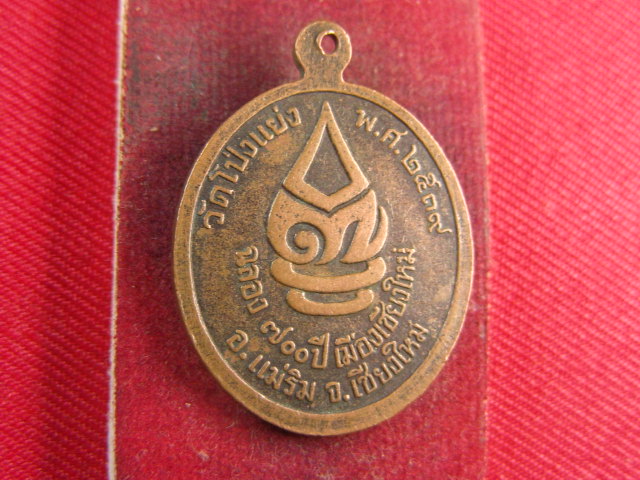 วัดโป่งแย่ง
พ.ศ.๒๕๓๙
ฉลอง ๗๐๐ปี เมืองเชียงใหม่
อ.แม่ริม จ.เชียงใหม่